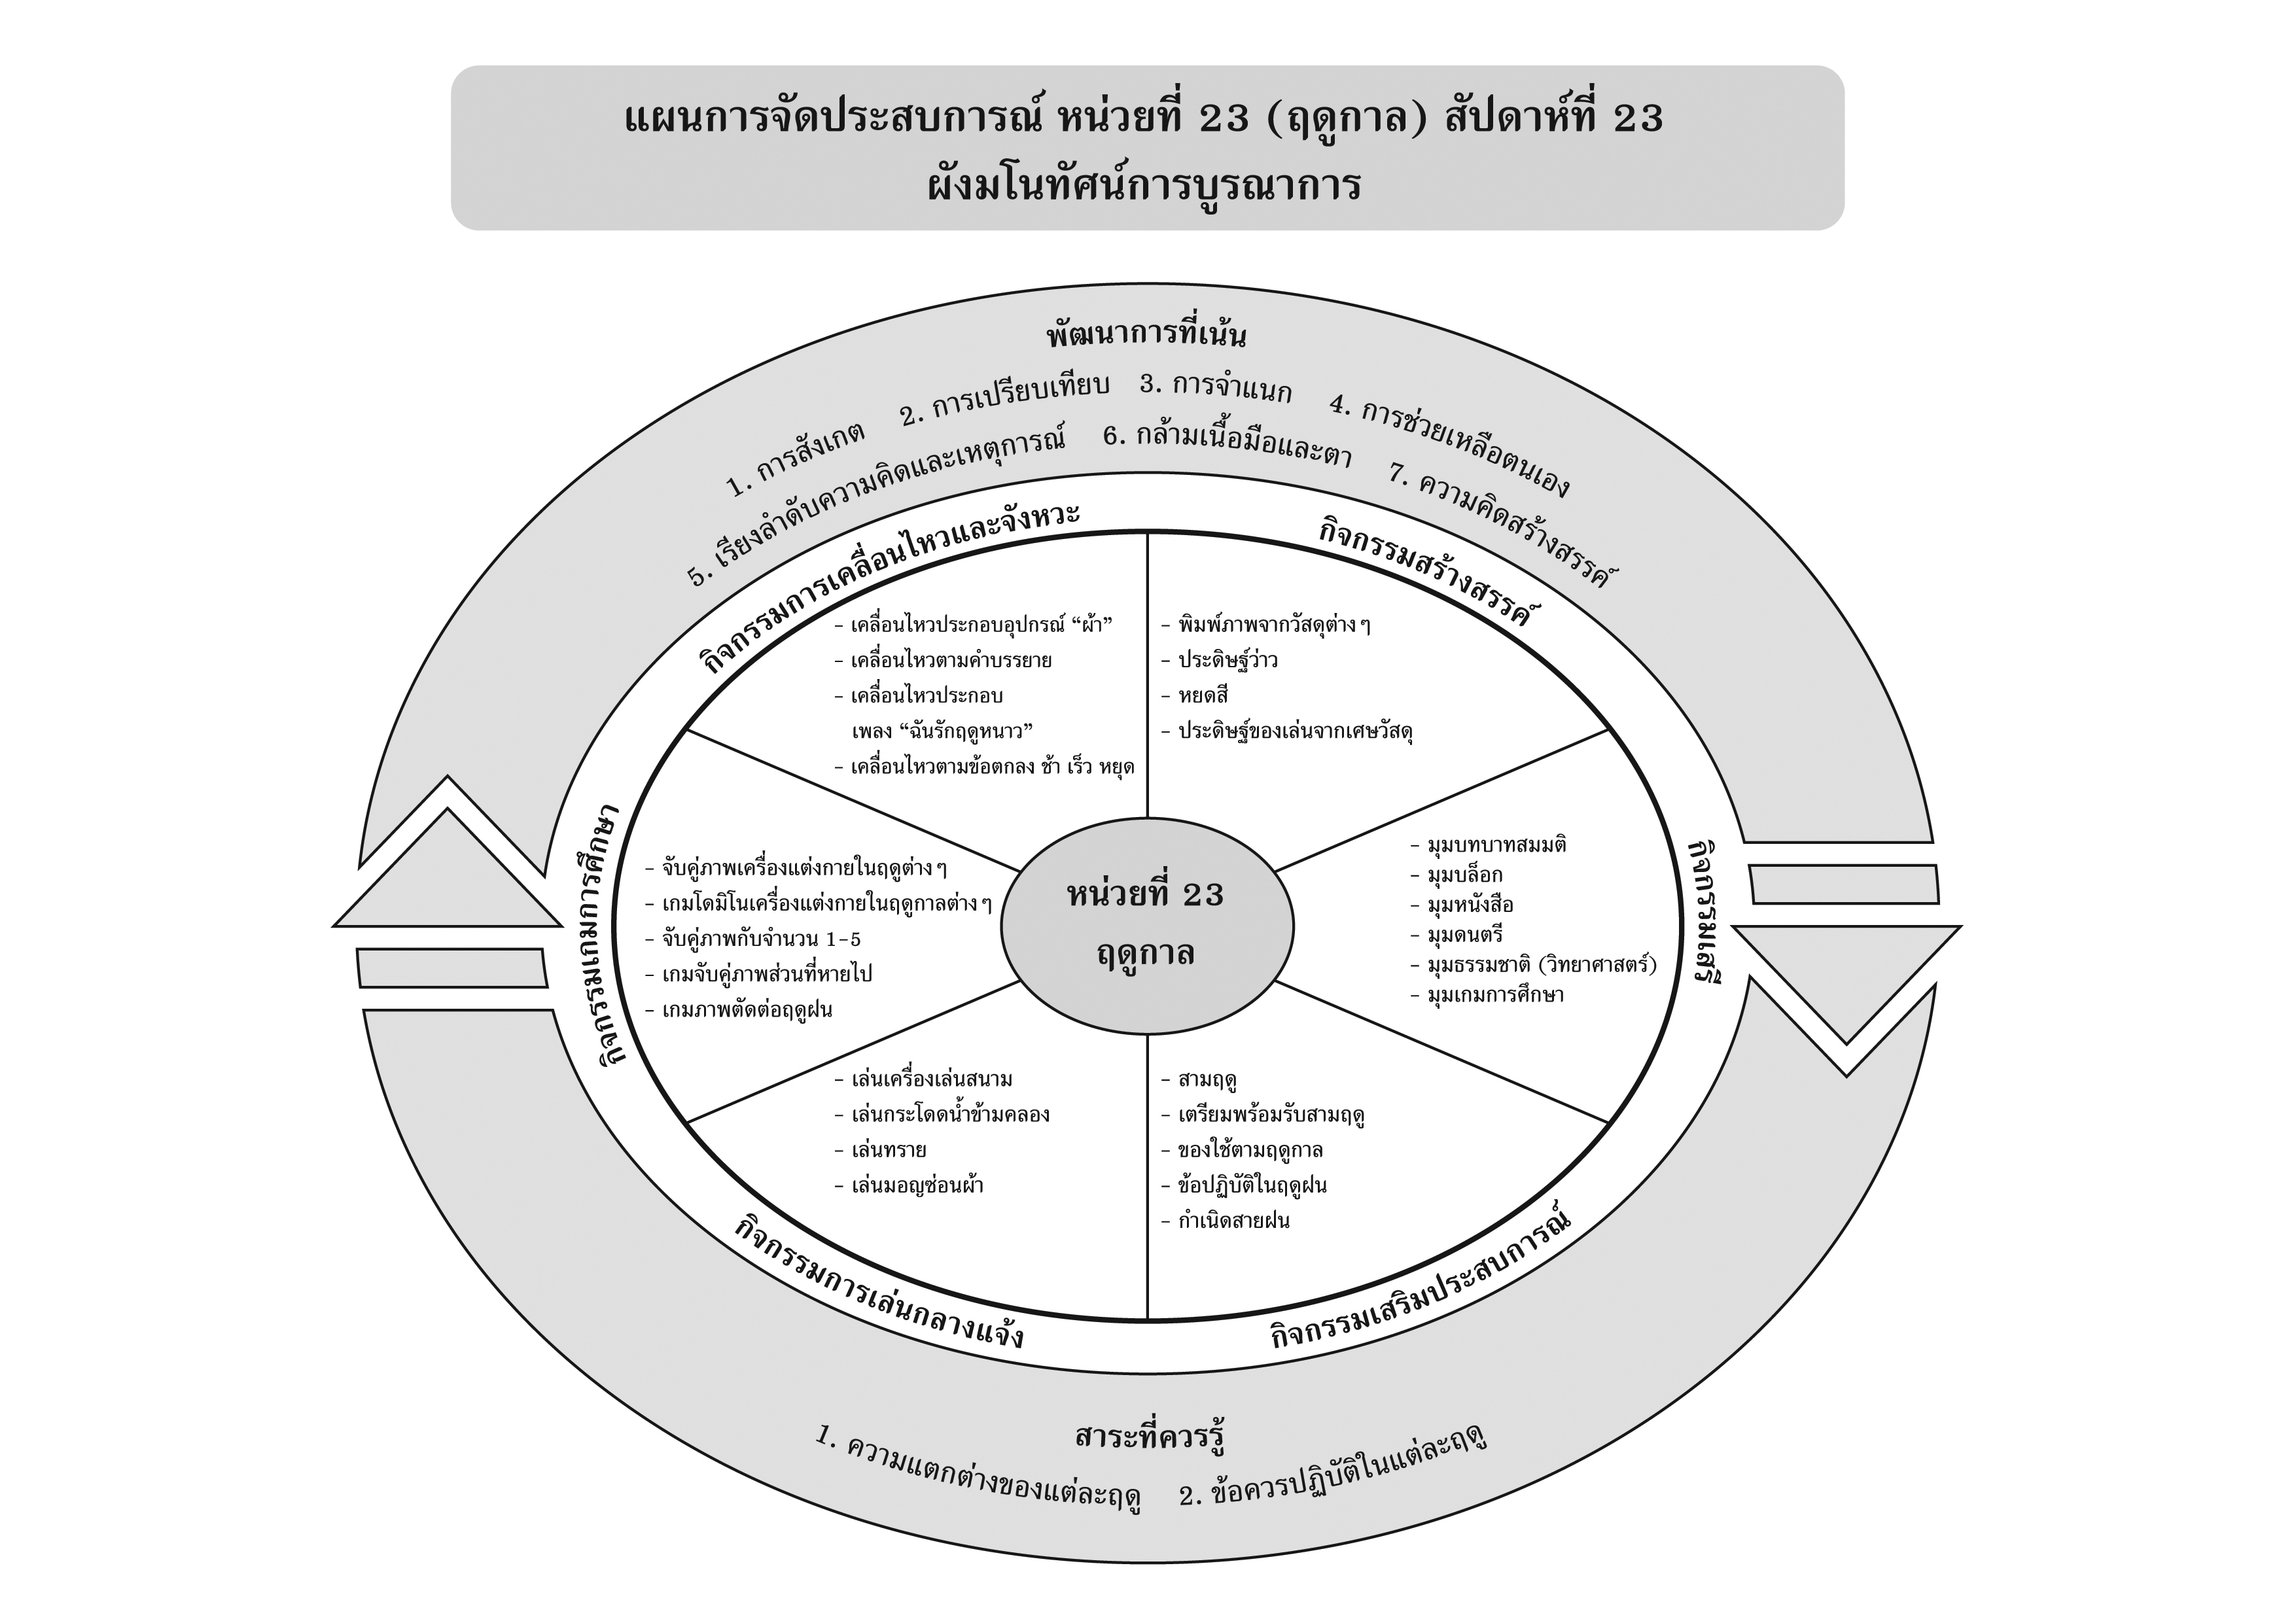 แผนการจัดประสบการณ์ หน่วยที่ 23 (ฤดูกาล) สัปดาห์ที่ 23
ผังมโนทัศน์การบูรณาการ
พัฒนาการที่เน้น
1. การสังเกต 2. การเปรียบเทียบ 3. การจำแนก 4. การช่วยเหลือตนเอง
5. เรียงลำดับความคิดและเหตุการณ์ 6. กล้ามเนื้อมือและตา 7. ความคิดสร้างสรรค์
กิจกรรมการเคลื่อนไหวและจังหวะ
- เคลื่อนไหวประกอบอุปกรณ์ “ผ้า”
- เคลื่อนไหวตามคำบรรยาย
- เคลื่อนไหวประกอบ
เพลง “ฉันรักฤดูหนาว”
- เคลื่อนไหวตามข้อตกลง ช้า เร็ว หยุด
กิจกรรมสร้างสรรค์
- พิมพ์ภาพจากวัสดุต่าง ๆ
- ประดิษฐ์ว่าว
- หยดสี
- ประดิษฐ์ของเล่นจากเศษวัสดุ
กิจกรรมเกมการศึกษา
- จับคู่ภาพเครื่องแต่งกายในฤดูต่าง ๆ
- เกมโดมิโนเครื่องแต่งกายในฤดูกาลต่าง ๆ
- จับคู่ภาพกับจำนวน 1-5
- เกมจับคู่ภาพส่วนที่หายไป
- เกมภาพตัดต่อฤดูฝน
หน่วยที่ 23
ฤดูกาล
กิจกรรมเสรี
- มุมบทบาทสมมติ
- มุมบล็อก
- มุมหนังสือ
- มุมดนตรี
- มุมธรรมชาติ (วิทยาศาสตร์)
- มุมเกมการศึกษา
- เล่นเครื่องเล่นสนาม
- เล่นกระโดดน้ำข้ามคลอง
- เล่นทราย
- เล่นมอญซ่อนผ้า
กิจกรรมการเล่นกลางแจ้ง
- สามฤดู
- เตรียมพร้อมรับสามฤดู
- ของใช้ตามฤดูกาล
- ข้อปฏิบัติในฤดูฝน
- กำเนิดสายฝน
กิจกรรมเสริมประสบการณ์
สาระที่ควรรู้
1. ความแตกต่างของแต่ละฤดู 2. ข้อควรปฏิบัติในแต่ละฤดู